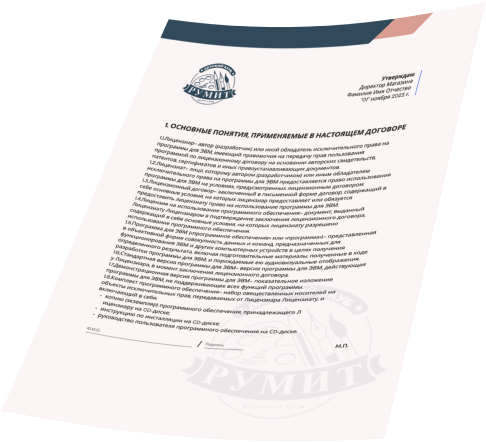 РУМИТ
Утверждаю
Директор Магазина
Фамилия Имя Отчество
"01" ноября 2023 г.
1. ОСНОВНЫЕ ПОНЯТИЯ, ПРИМЕНЯЕМЫЕ В НАСТОЯЩЕМ ДОГОВОРЕ
1.1.Лицензиар– автор (разработчик) или иной обладатель исключительного права на
программы для ЭВМ, имеющий правомочия на передачу прав пользования
программой по лицензионному договору на основании авторских свидетельств,
патентов, сертификатов и иных правоустанавливающих документов.
1.2.Лицензиат– лицо, которому автором (разработчиком) или иным обладателем
исключительного права на программы для ЭВМ предоставляется право использования
программы для ЭВМ на условиях, предусмотренных лицензионным договором.
1.3.Лицензионный договор– заключенный в письменной форме договор, содержащий в
себе основные условия, на которых лицензиар предоставляет или обязуется
предоставить лицензиату право на использование программы для ЭВМ.
1.4.Лицензия на использование программного обеспечения– документ, выданный
Лицензиату Лицензиаром в подтверждение заключения лицензионного договора,
содержащий в себе основные условия, на которых лицензиату разрешено
использование программного обеспечения.
1.5.Программа для ЭВМ (программное обеспечение» или «программа»)– представленная
в объективной форме совокупность данных и команд, предназначенных для
функционирования ЭВМ и других компьютерных устройств в целях получения
определенного результата, включая подготовительные материалы, полученные в ходе
разработки программы для ЭВМ, и порождаемые ею аудиовизуальные отображения.
1.6.Стандартная версия программы для ЭВМ– версия программы для ЭВМ, действующая
у Лицензиара, в момент заключения лицензионного договора.
1.7.Демонстрационная версия программы для ЭВМ– показательное изложение
программы для ЭВМ, не поддерживающее всех функций программы.
1.8.Комплект программного обеспечения– набор овеществленных носителей на
объекты исключительных прав, передаваемых от Лицензиара Лицензиату, и
включающий в себя:
- копию (экземпляр) программного обеспечения, принадлежащего Л
ицензиару на CD-диске;
- инструкцию по инсталляции на CD-диске;
- руководство пользователя программного обеспечения на CD-диске.
Ф.И.О. / Подпись М.П.
РУМИТ